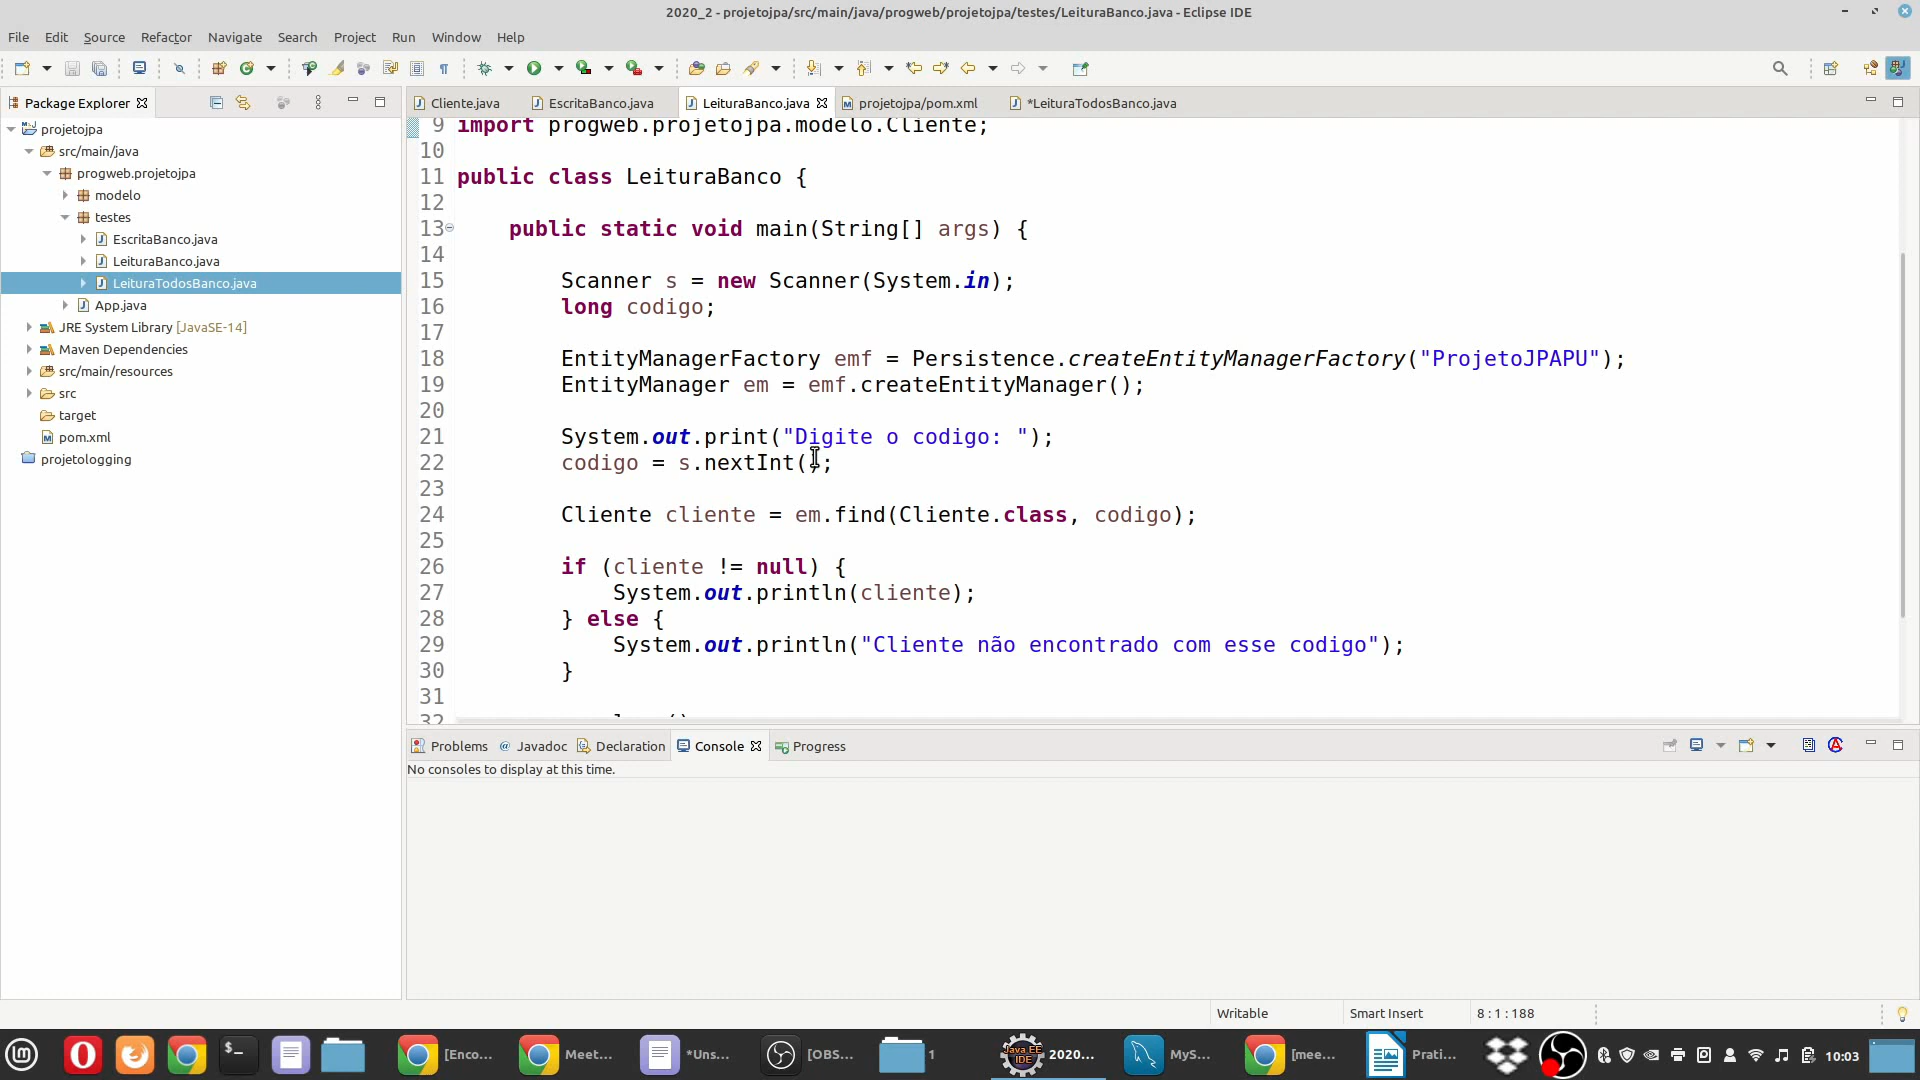 2020_2 - projetojpa/src/main/java/progweb/projetojpa/testes/LeituraBanco.java - Eclipse IDE
File Edit Source Refactor Navigate Search Project Run Window Help
Package Explorer
Cliente.java EscritaBanco.java LeituraBanco.java projetojpa/pom.xml *LeituraTodosBanco.java
projetojpa
src/main/java
progweb.projetojpa
modelo
testes
EscritaBanco.java
LeituraBanco.java
LeituraTodosBanco.java
App.java
JRE System Library [JavaSE-14]
Maven Dependencies
src/main/resources
src
target
pom.xml
projetologging
9 import progweb.projetojpa.modelo.Cliente;
10
11 public class LeituraBanco {
12
13 public static void main(String[] args) {
14
15 Scanner s = new Scanner(System.in);
16 long codigo;
17
18 EntityManagerFactory emf = Persistence.createEntityManagerFactory("ProjetoJPAPU");
19 EntityManager em = emf.createEntityManager();
20
21 System.out.print("Digite o codigo: ");
22 codigo = s.nextInt();
23
24 Cliente cliente = em.find(Cliente.class, codigo);
25
26 if (cliente != null) {
27 System.out.println(cliente);
28 } else {
29 System.out.println("Cliente não encontrado com esse codigo");
30 }
31
32
Problems Javadoc Declaration Console Progress
No consoles to display at this time.
Writable Smart Insert 8 : 1 : 188
[Enco... Meet... *Uns... [OBS... 1 2020... MyS... [mee... Prati... 10:03